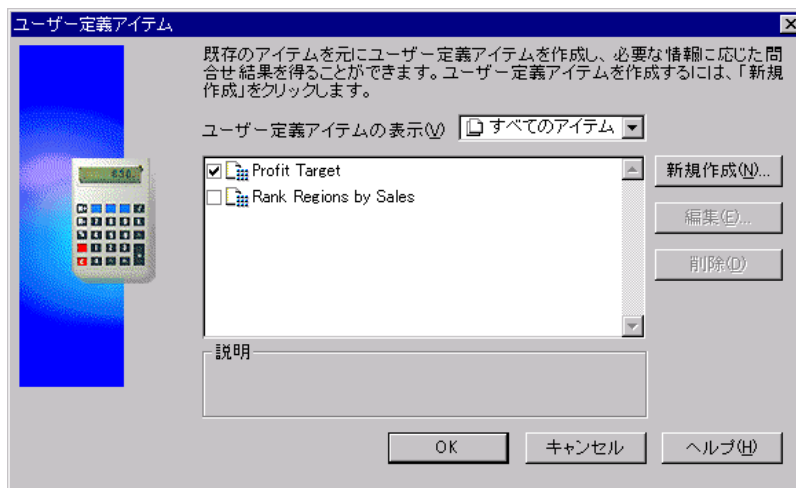 ユーザー定義アイテム
既存のアイテムを元にユーザー定義アイテムを作成し、必要な情報に応じた問
合せ結果を得ることができます。ユーザー定義アイテムを作成するには、「新規
作成」をクリックします。
ユーザー定義アイテムの表示(V) すべてのアイテム
Profit Target
Rank Regions by Sales
新規作成(N)...
編集(E)...
削除(D)
説明
OK キャンセル ヘルプ(H)